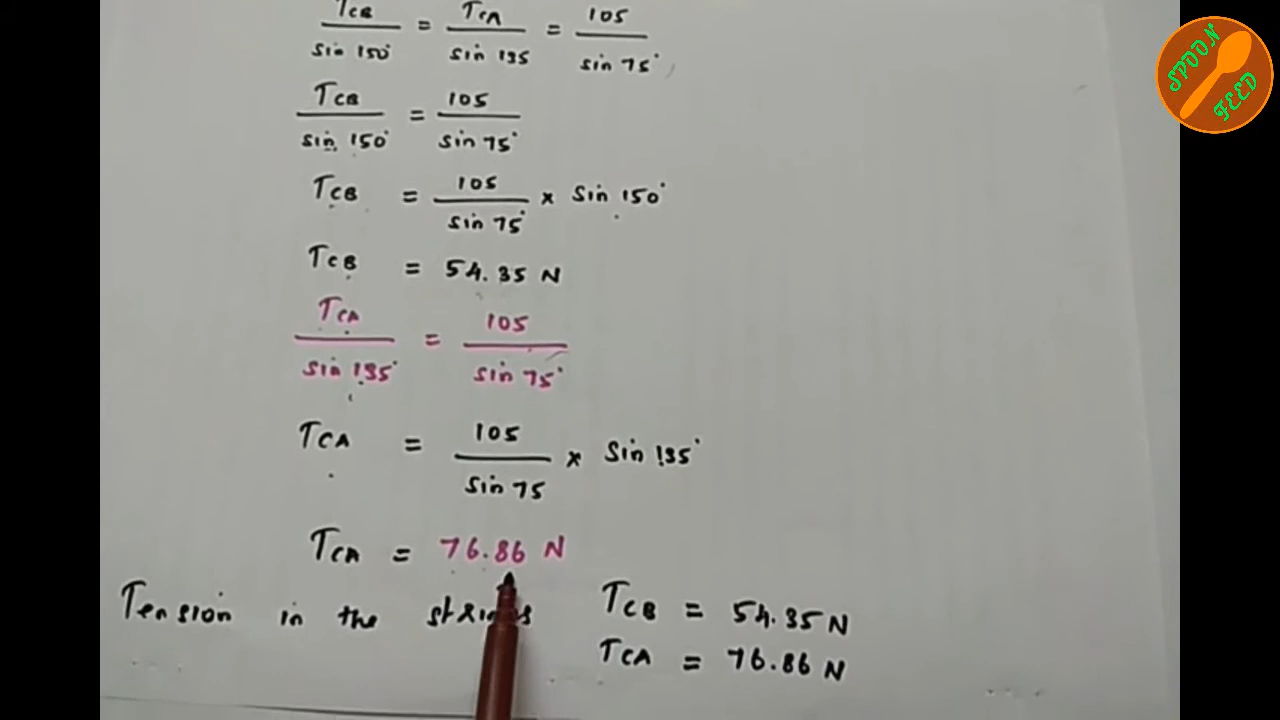 TCB / sin 150° = TCA / sin 135 = 105 / sin 75°
TCB / sin 150° = 105 / sin 75°
TCB = 105 / sin 75° × sin 150°
TCB = 54.35 N
TCA / sin 135° = 105 / sin 75°
TCA = 105 / sin 75 × sin 135°
TCA = 76.86 N
Tension in the strings TCB = 54.35 N
TCA = 76.86 N
SPOON
FEED